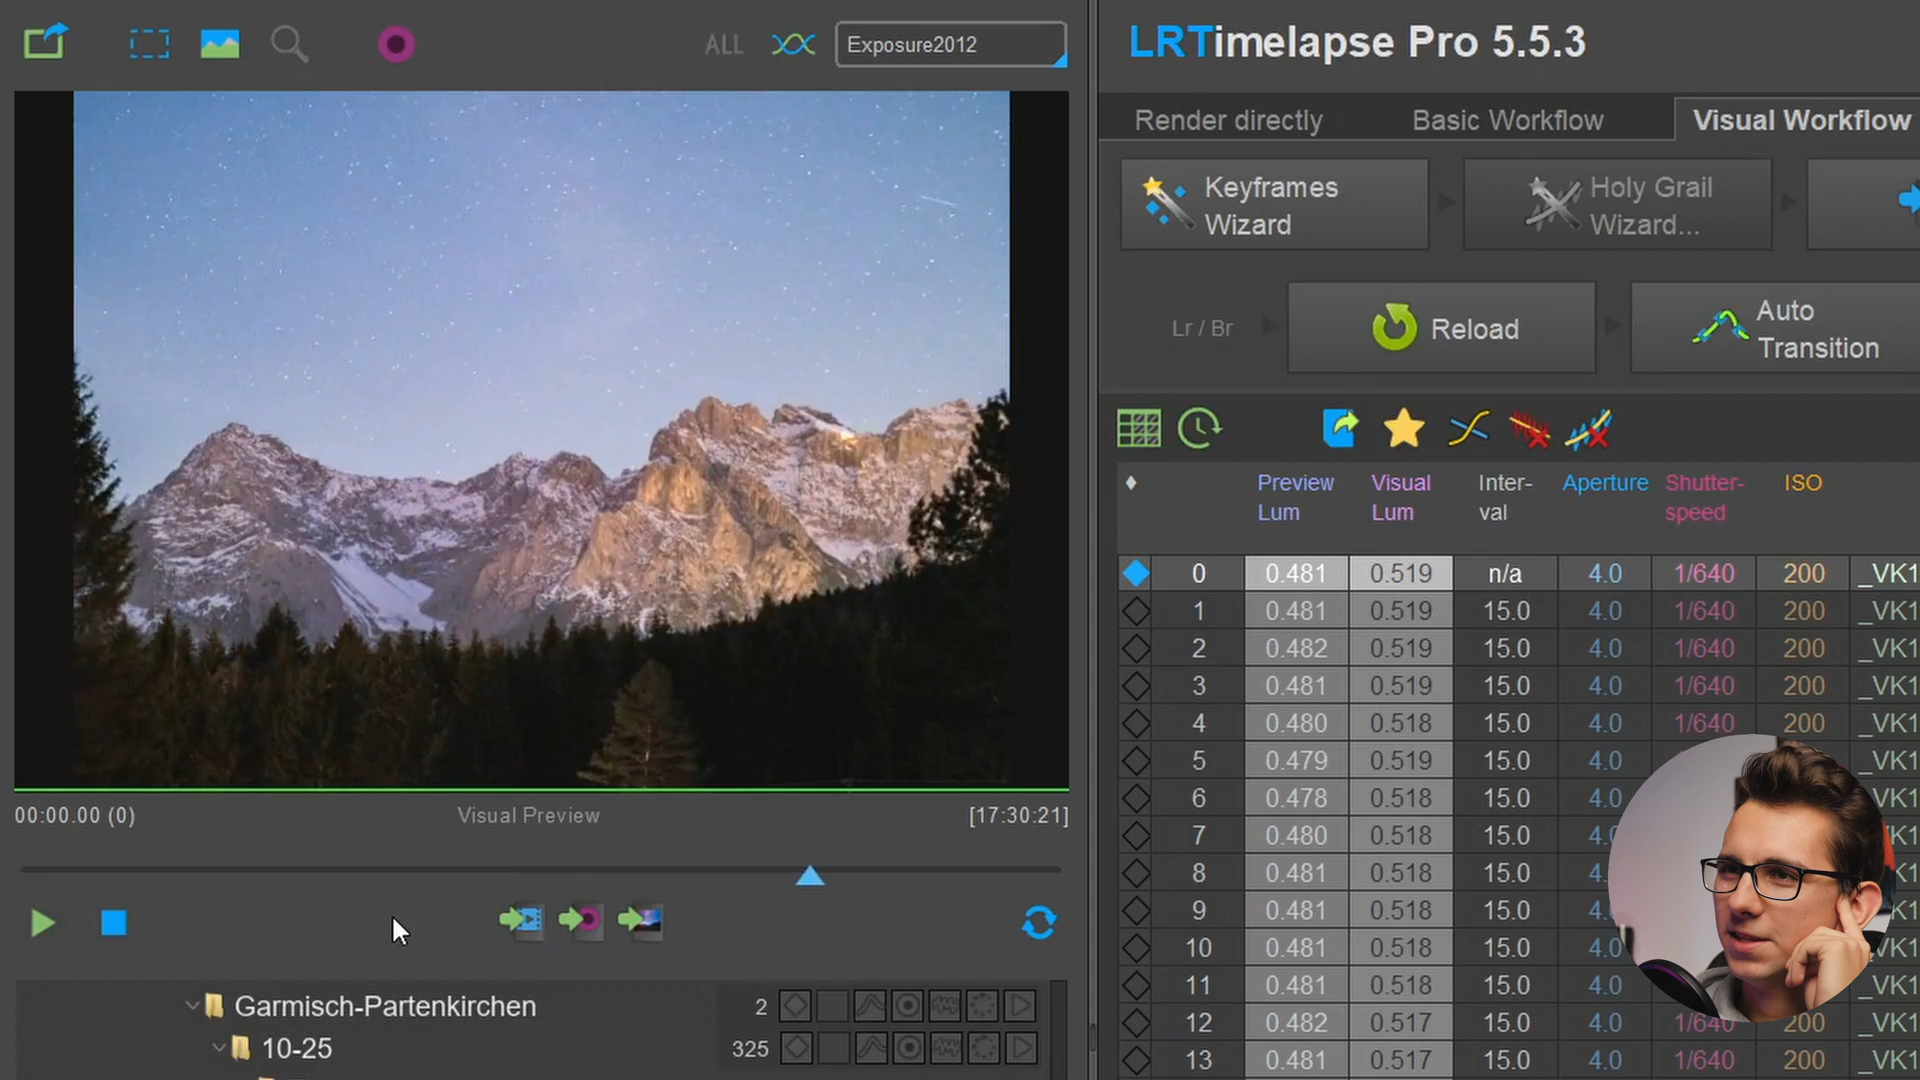 ALL
Exposure2012
LRTimelapse Pro 5.5.3
Render directly
Basic Workflow
Visual Workflow
Keyframes
Wizard
Holy Grail
Wizard...
Lr / Br
Reload
Auto
Transition
Preview Lum
Visual Lum
Inter-val
Aperture
Shutter-speed
ISO
0 0.481 0.519 n/a 4.0 1/640 200 _VK1
1 0.481 0.519 15.0 4.0 1/640 200 _VK1
2 0.482 0.519 15.0 4.0 1/640 200 _VK1
3 0.481 0.519 15.0 4.0 1/640 200 _VK1
4 0.480 0.518 15.0 4.0 1/640 200 _VK1
5 0.479 0.519 15.0 4.0 VK1
6 0.478 0.518 15.0 4.0 VK1
7 0.480 0.518 15.0 4.0
8 0.481 0.518 15.0 4.
9 0.481 0.518 15.0 4.
10 0.481 0.518 15.0 4.
11 0.481 0.518 15.0 4.0 VK1
12 0.482 0.517 15.0 4.0 1/640 200 _VK1
13 0.481 0.517 15.0 4.0 1/640 200 _VK1
00:00.00 (0)
Visual Preview
[17:30:21]
Garmisch-Partenkirchen 2
10-25 325